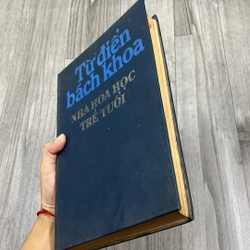 Từ điển
bách khoa
NHÀ HÓA HỌC
TRẺ TUỔI